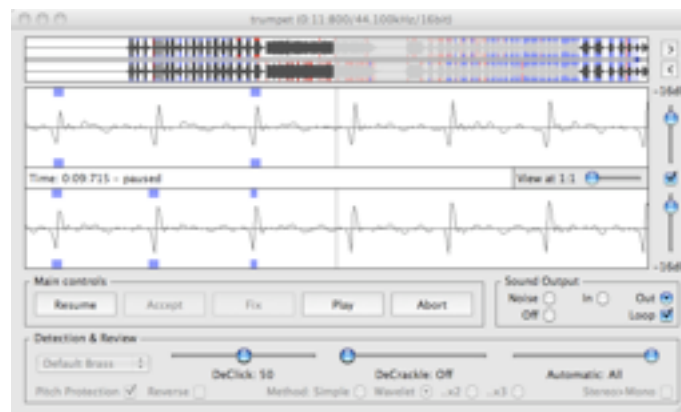 trumpet (0:11.800/44.100kHz/16bit)
>
<
-16dB
Time: 0:09.715 - paused
View at 1:1
-16dB
Main controls
Resume Accept Fix Play Abort
Sound Output
Noise In Out
Off Loop
Detection & Review
Default Brass
DeClick: 50 DeCrackle: Off Automatic: All
Pitch Protection Reverse Method: Simple Wavelet ..x2 ..x3 Stereo>Mono